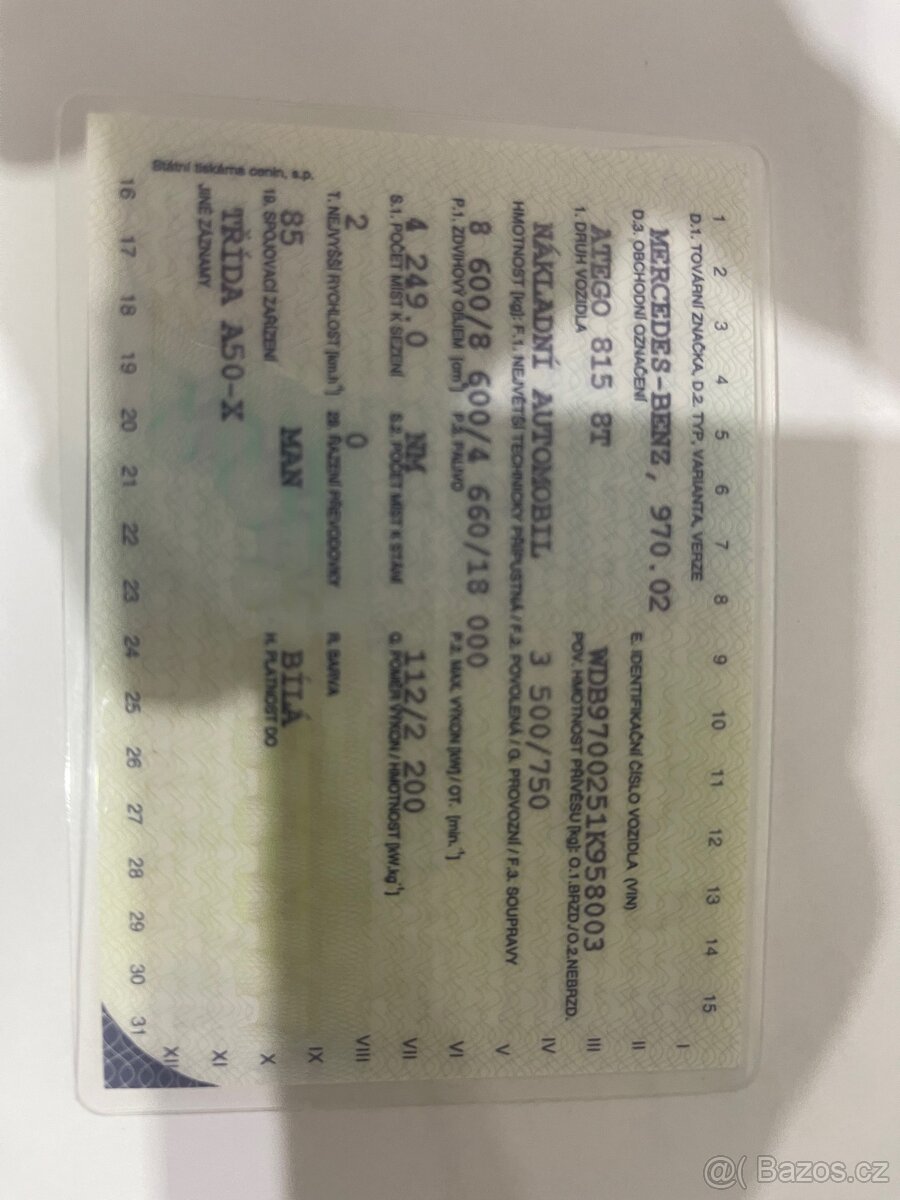 1 2 3 4 5 6 7 8 9 10 11 12 13 14 15
D.1. TOVÁRNÍ ZNAČKA, D.2. TYP, VARIANTA, VERZE
I
MERCEDES-BENZ, 970.02
D.3. OBCHODNÍ OZNAČENÍ E. IDENTIFIKAČNÍ ČÍSLO VOZIDLA (VIN)
II
ATEGO 815 8T WDB9700251K958003
1. DRUH VOZIDLA POV. HMOTNOST PŘÍVĚSU [kg]: O.1.BRZD./O.2.NEBRZD.
III
NÁKLADNÍ AUTOMOBIL 3 500/750
IV
HMOTNOST [kg]: F.1. NEJVĚTŠÍ TECHNICKY PŘÍPUSTNÁ / F.2. POVOLENÁ / G. PROVOZNÍ / F.3. SOUPRAVY
V
8 600/8 600/4 660/18 000
P.1. ZDVIHOVÝ OBJEM [cm³] P.3. PALIVO P.2. MAX. VÝKON [kW] / OT. [min.⁻¹]
VI
4 249.0 NM 112/2 200
S.1. POČET MÍST K SEZENÍ S.2. POČET MÍST K STÁNÍ Q. POMĚR VÝKON / HMOTNOST [kW.kg⁻¹]
VII
2 0
VIII
T. NEJVYŠŠÍ RYCHLOST [km.h⁻¹] 28. ŘAZENÍ PŘEVODOVKY R. BARVA
IX
85 MAN BÍLÁ
19. SPOJOVACÍ ZAŘÍZENÍ H. PLATNOST DO
X
TŘÍDA A50-X
XI
JINÉ ZÁZNAMY
XII
Státní tiskárna cenin, s.p.
16 17 18 19 20 21 22 23 24 25 26 27 28 29 30 31
@( Bazos.cz